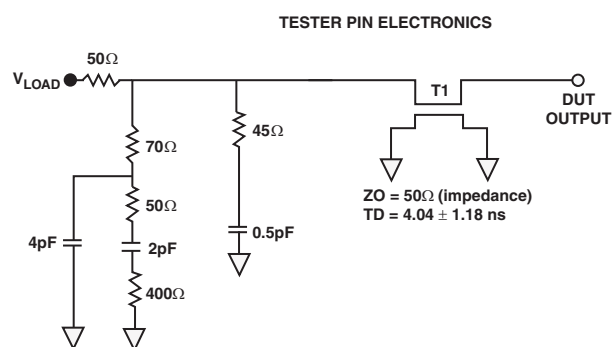 TESTER PIN ELECTRONICS
50Ω
VLOAD
T1
DUT
OUTPUT
70Ω
45Ω
50Ω
4pF
2pF
0.5pF
400Ω
ZO = 50Ω (impedance)
TD = 4.04 ± 1.18 ns